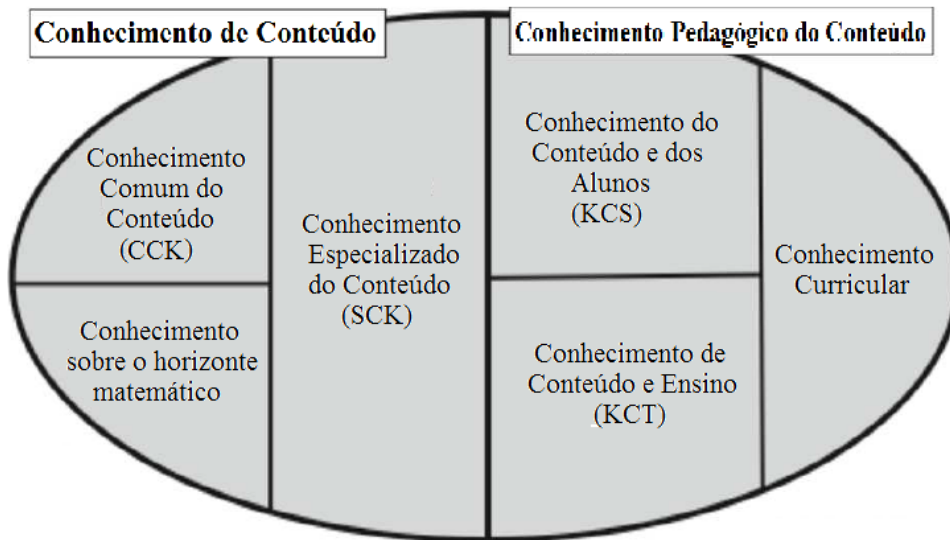 Conhecimento de Conteúdo
Conhecimento Pedagógico do Conteúdo
Conhecimento
Comum do
Conteúdo
(CCK)
Conhecimento
sobre o horizonte
matemático
Conhecimento
Especializado
do Conteúdo
(SCK)
Conhecimento do
Conteúdo e dos
Alunos
(KCS)
Conhecimento de
Conteúdo e Ensino
(KCT)
Conhecimento
Curricular